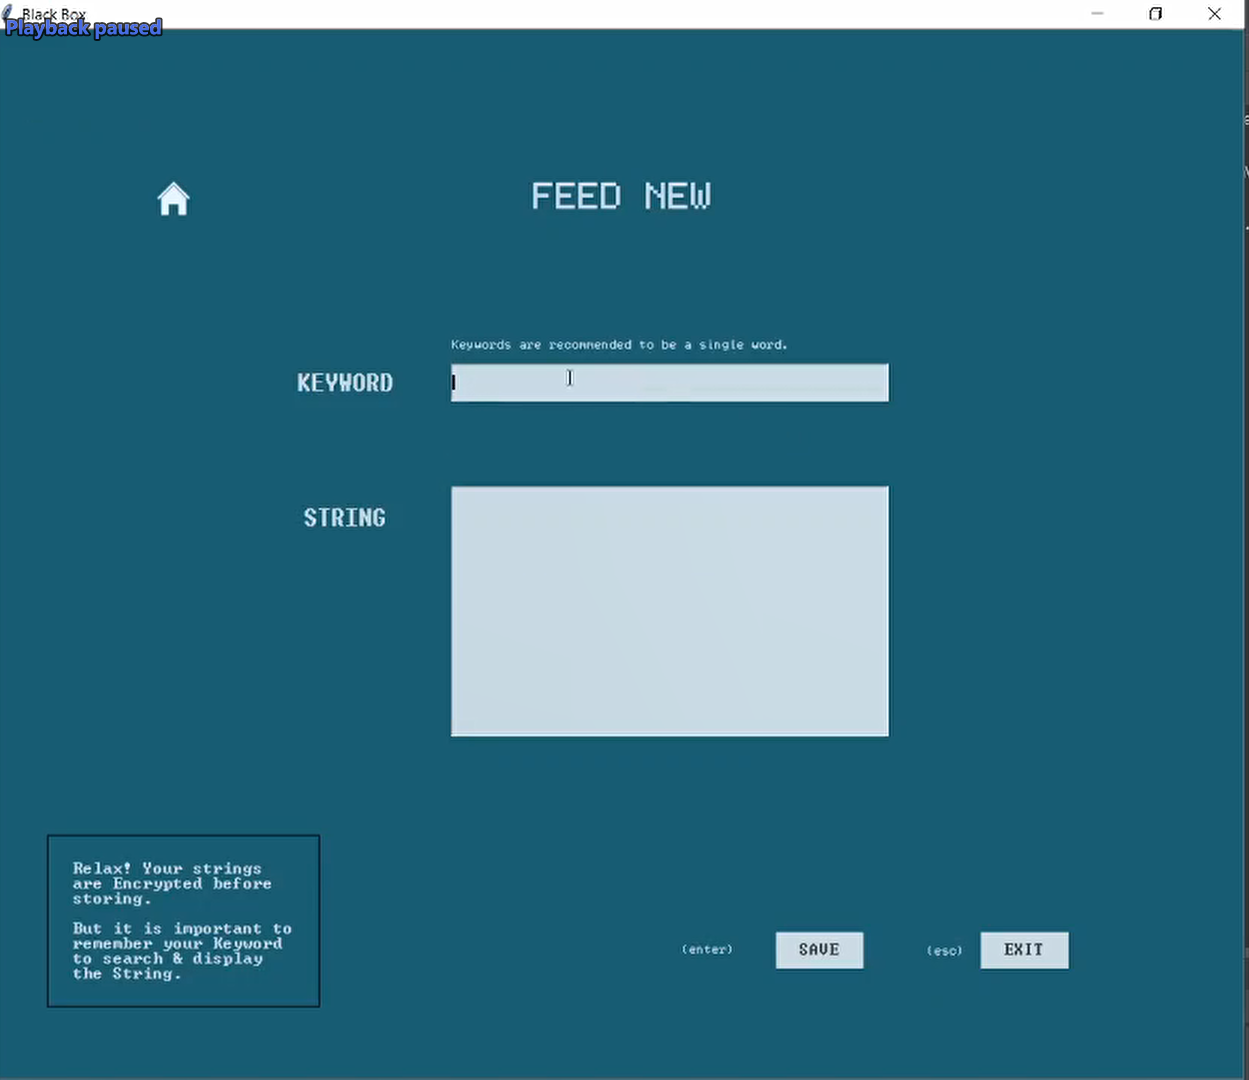 Black Box
Playback paused
FEED NEW
Keywords are recommended to be a single word.
KEYWORD
STRING
Relax! Your strings
are Encrypted before
storing.
But it is important to
remember your Keyword
to search & display
the String.
(enter) SAVE (esc) EXIT